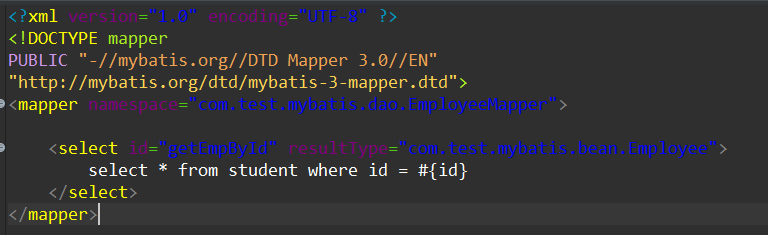 <?xml version="1.0" encoding="UTF-8" ?>
<!DOCTYPE mapper
PUBLIC "-//mybatis.org//DTD Mapper 3.0//EN"
"http://mybatis.org/dtd/mybatis-3-mapper.dtd">
<mapper namespace="com.test.mybatis.dao.EmployeeMapper">
<select id="getEmpById" resultType="com.test.mybatis.bean.Employee">
select * from student where id = #{id}
</select>
</mapper>